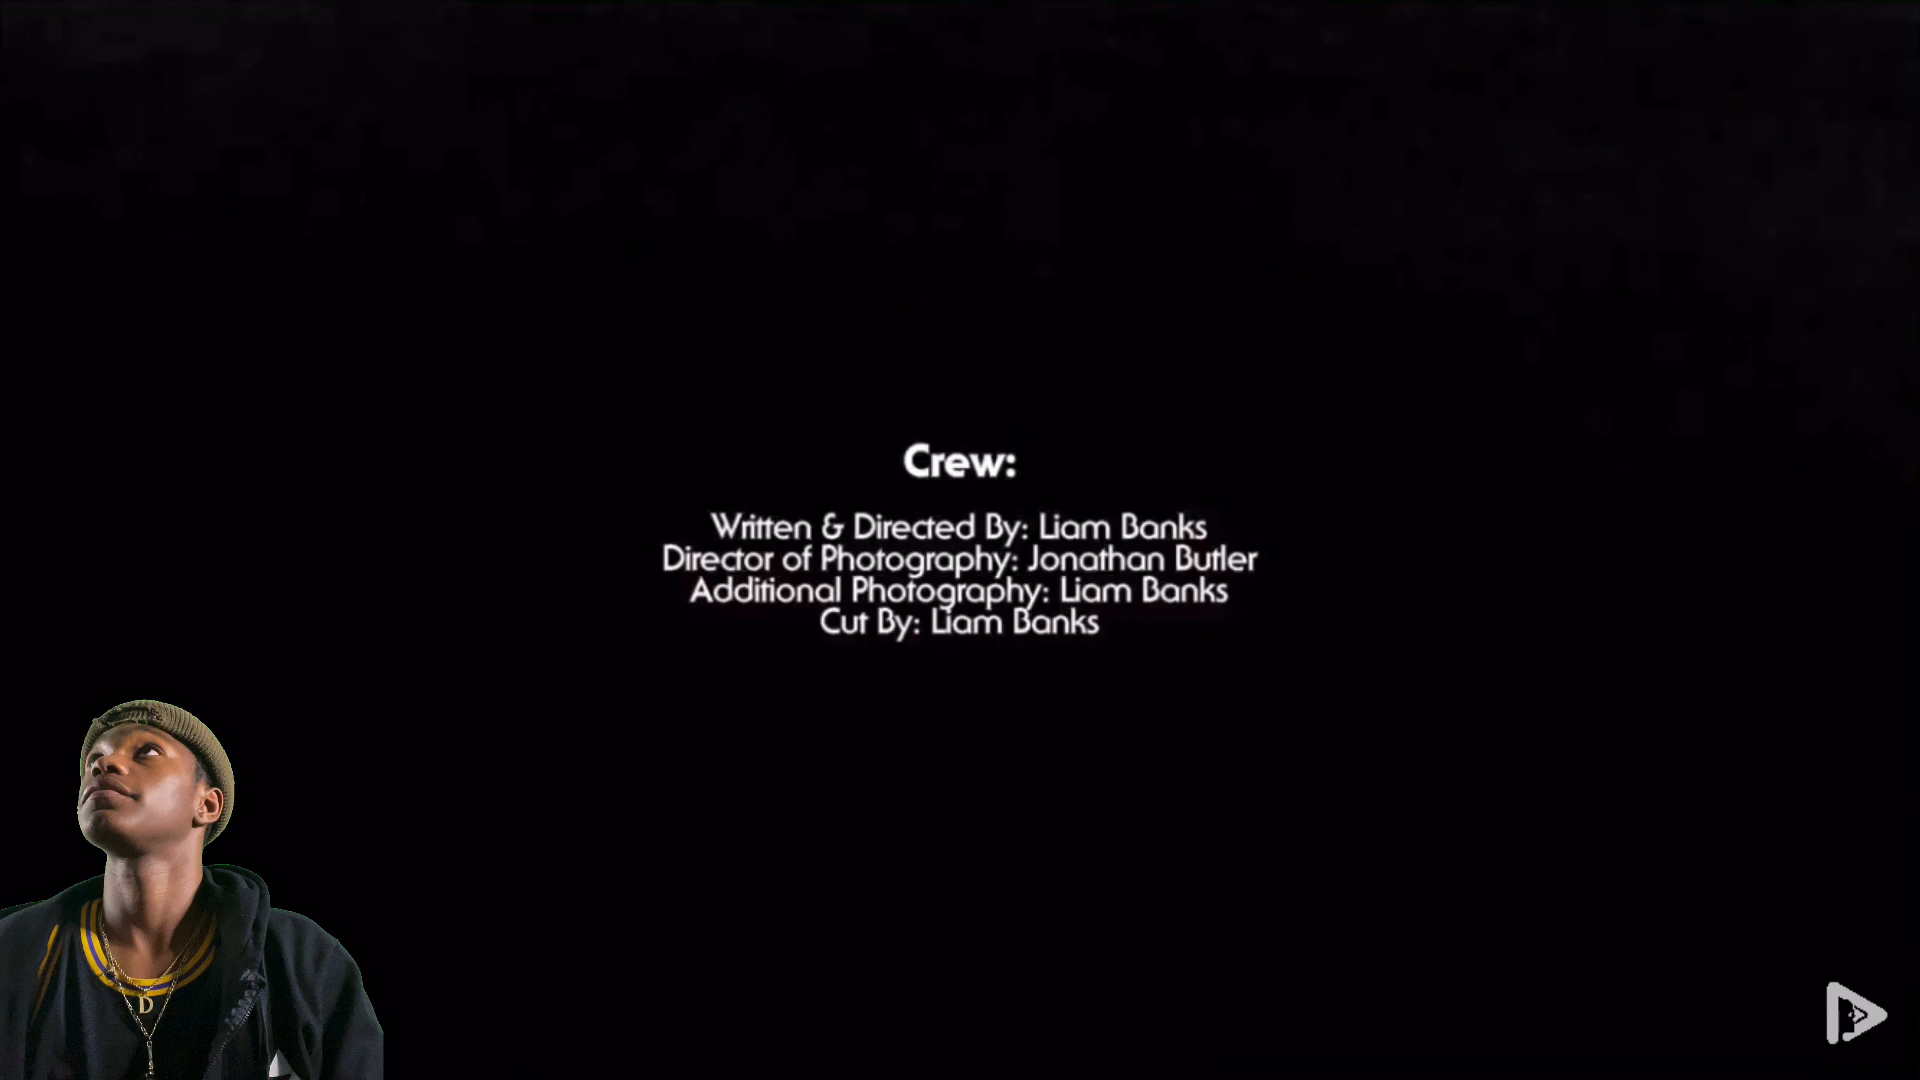 Crew:
Written & Directed By: Liam Banks
Director of Photography: Jonathan Butler
Additional Photography: Liam Banks
Cut By: Liam Banks
D